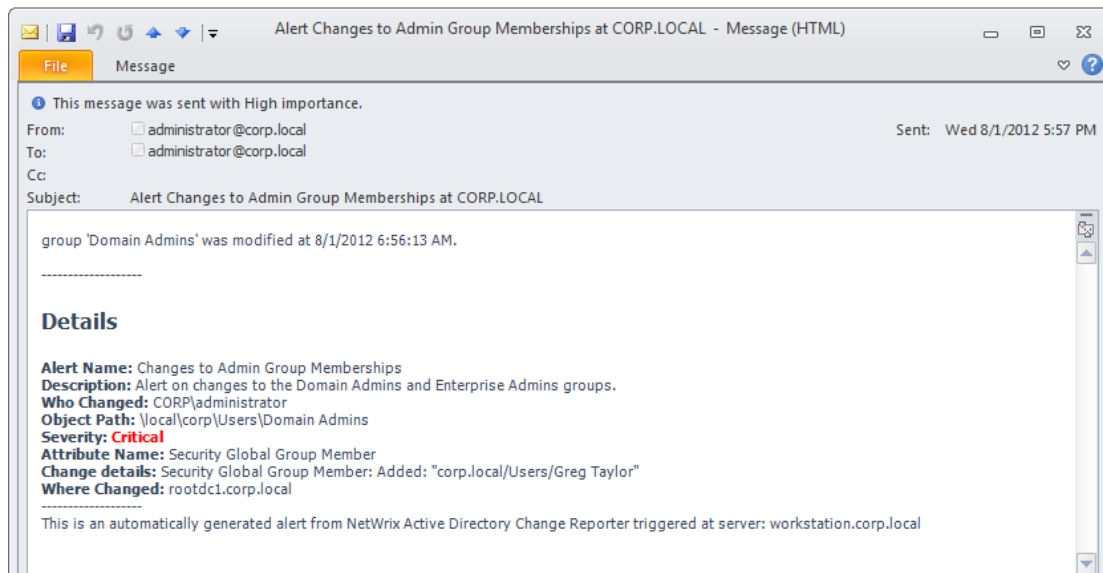 Alert Changes to Admin Group Memberships at CORP.LOCAL - Message (HTML)
File Message
This message was sent with High importance.
From: administrator@corp.local Sent: Wed 8/1/2012 5:57 PM
To: administrator@corp.local
Cc:
Subject: Alert Changes to Admin Group Memberships at CORP.LOCAL
group 'Domain Admins' was modified at 8/1/2012 6:56:13 AM.
-------------------
Details
Alert Name: Changes to Admin Group Memberships
Description: Alert on changes to the Domain Admins and Enterprise Admins groups.
Who Changed: CORP\administrator
Object Path: \local\corp\Users\Domain Admins
Severity: Critical
Attribute Name: Security Global Group Member
Change details: Security Global Group Member: Added: "corp.local/Users/Greg Taylor"
Where Changed: rootdc1.corp.local
-------------------
This is an automatically generated alert from NetWrix Active Directory Change Reporter triggered at server: workstation.corp.local